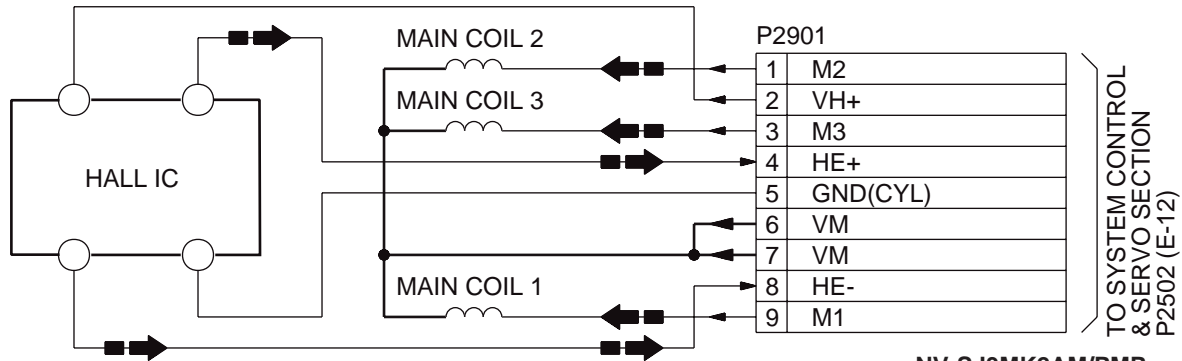 P2901
MAIN COIL 2
1 M2
2 VH+
MAIN COIL 3
3 M3
4 HE+
HALL IC
5 GND(CYL)
6 VM
7 VM
MAIN COIL 1
8 HE-
9 M1
TO SYSTEM CONTROL
& SERVO SECTION
P2502 (E-12)